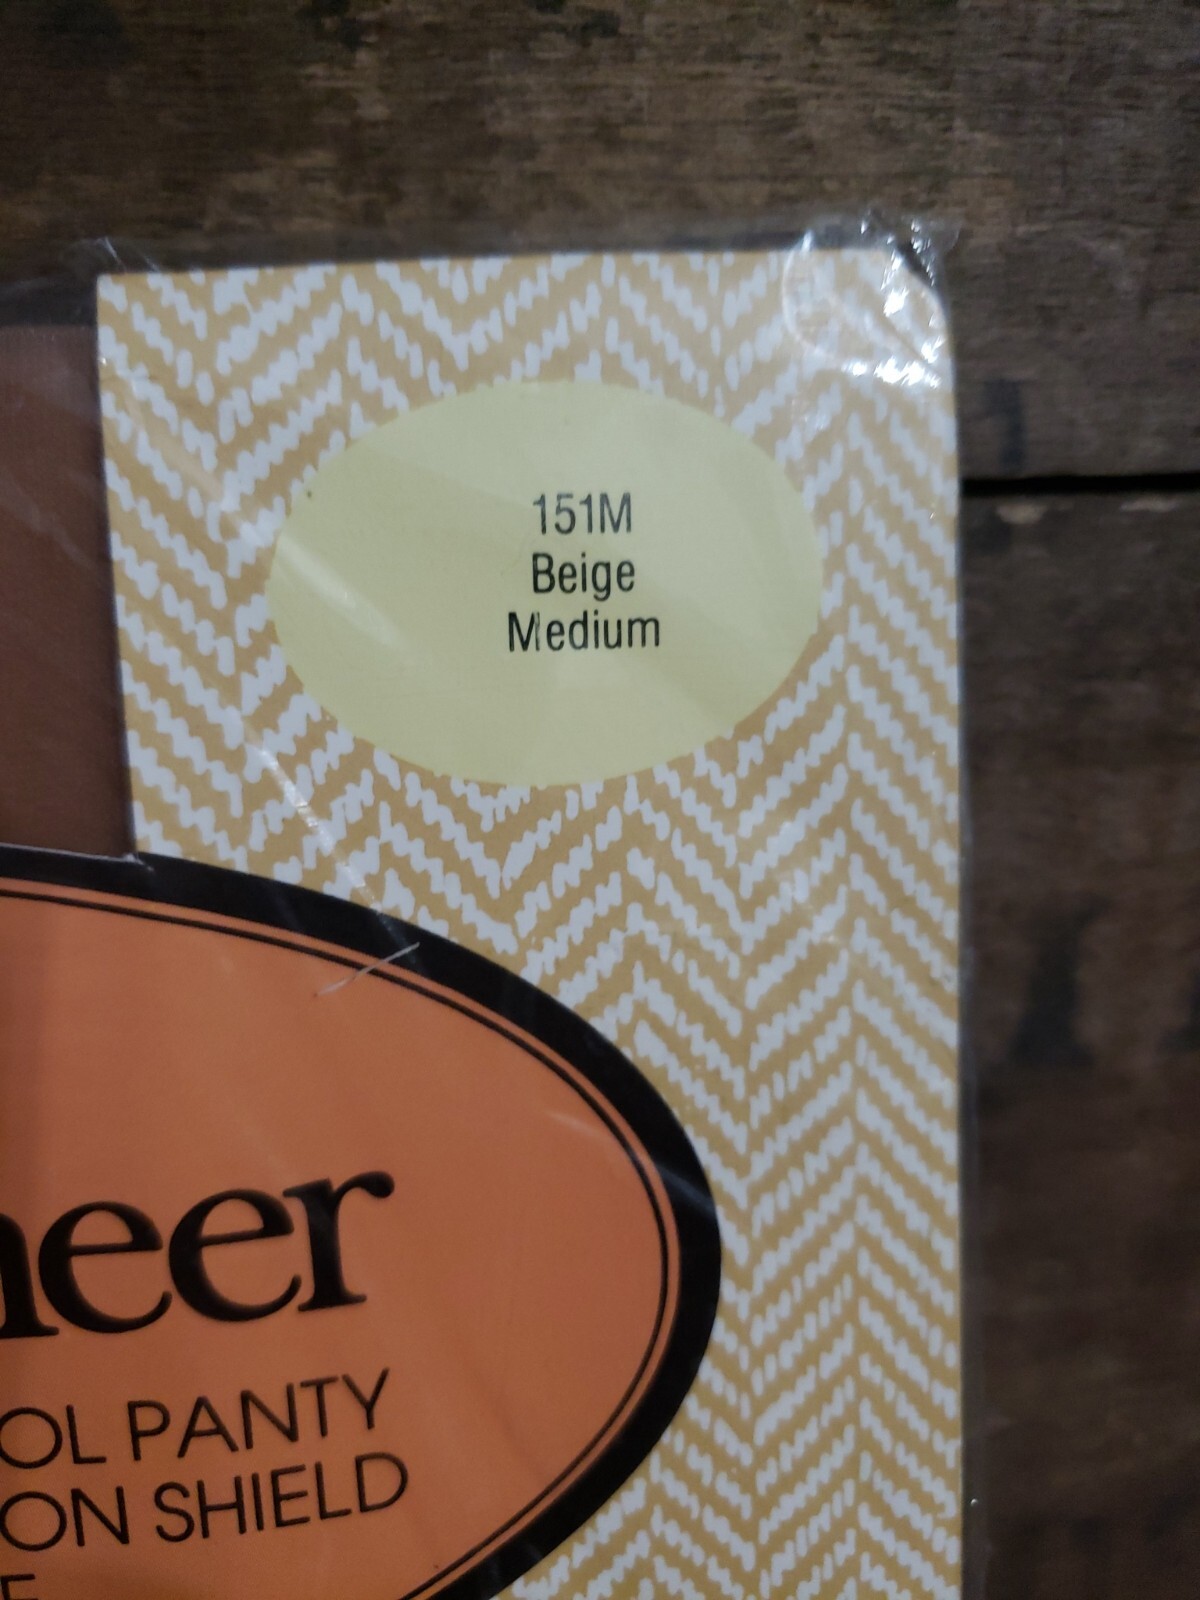 151M
Beige
Medium
heer
OL PANTY
ON SHIELD